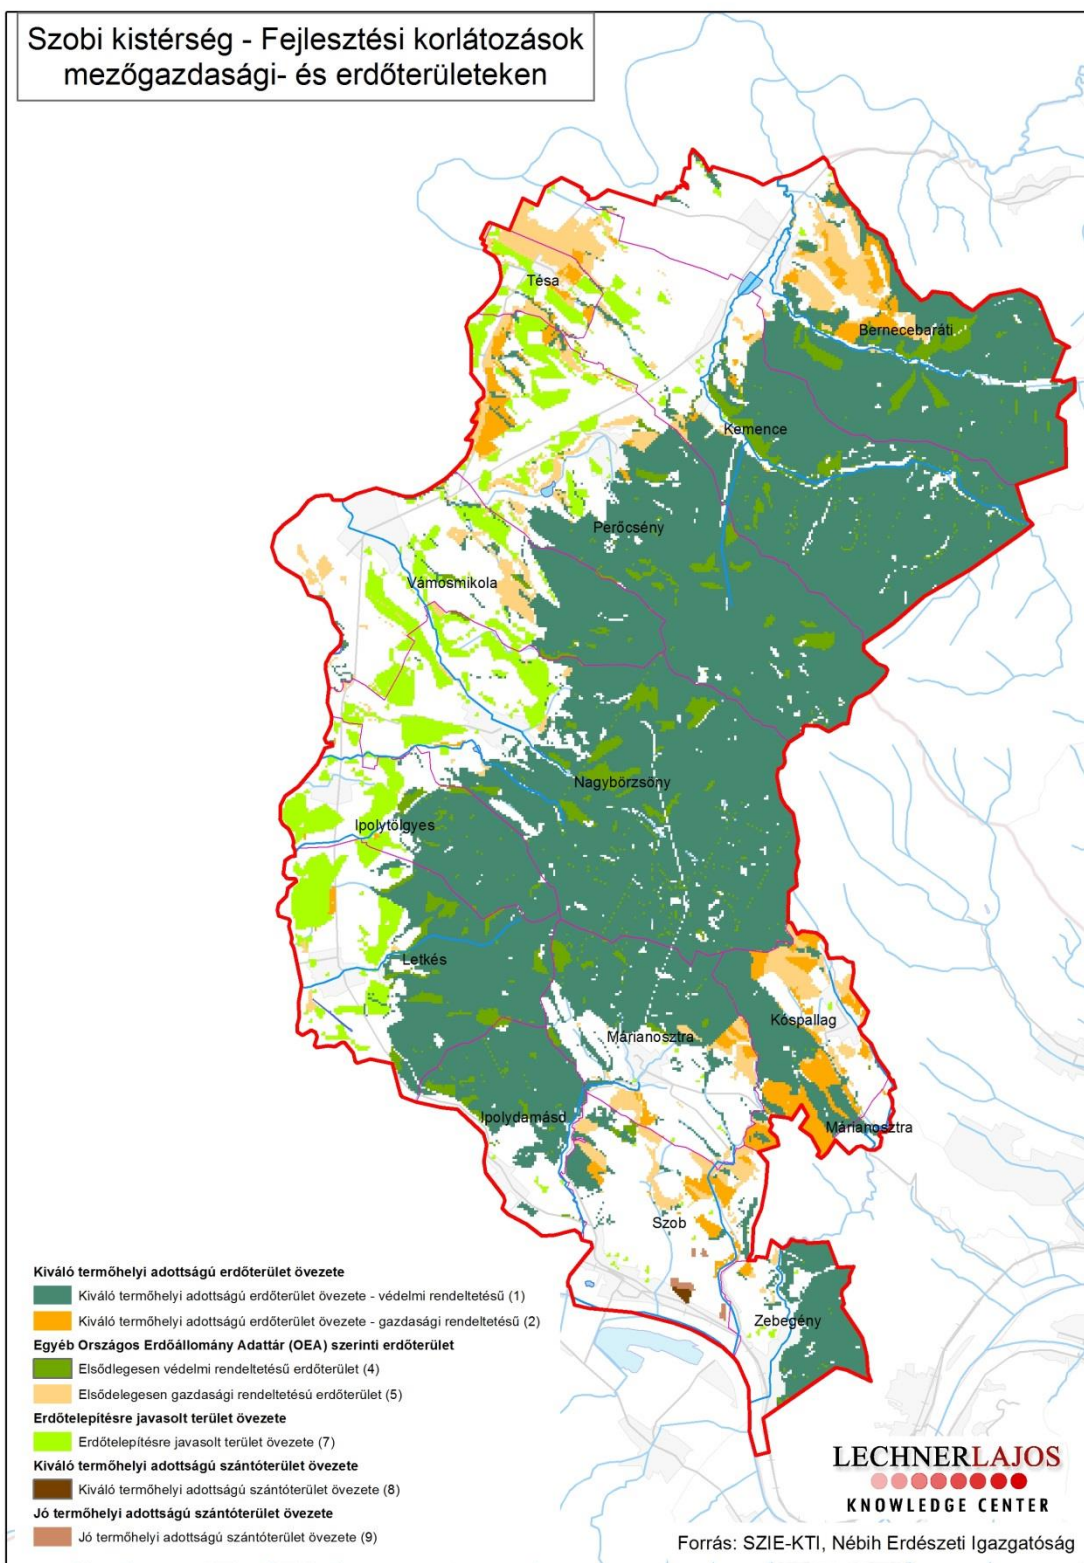 Szobi kistérség - Fejlesztési korlátozások
mezőgazdasági- és erdőterületeken
Tésa
Bernecebaráti
Kemence
Perőcsény
Vámosmikola
Nagybörzsöny
Ipolytölgyes
Letkés
Kóspallag
Márianosztra
Ipolydamásd
Márianosztra
Szob
Zebegény
Kiváló termőhelyi adottságú erdőterület övezete
Kiváló termőhelyi adottságú erdőterület övezete - védelmi rendeltetésű (1)
Kiváló termőhelyi adottságú erdőterület övezete - gazdasági rendeltetésű (2)
Egyéb Országos Erdőállomány Adattár (OEA) szerinti erdőterület
Elsődlegesen védelmi rendeltetésű erdőterület (4)
Elsődelegesen gazdasági rendeltetésű erdőterület (5)
Erdőtelepítésre javasolt terület övezete
Erdőtelepítésre javasolt terület övezete (7)
Kiváló termőhelyi adottságú szántóterület övezete
Kiváló termőhelyi adottságú szántóterület övezete (8)
Jó termőhelyi adottságú szántóterület övezete
Jó termőhelyi adottságú szántóterület övezete (9)
LECHNERLAJOS
KNOWLEDGE CENTER
Forrás: SZIE-KTI, Nébih Erdészeti Igazgatóság